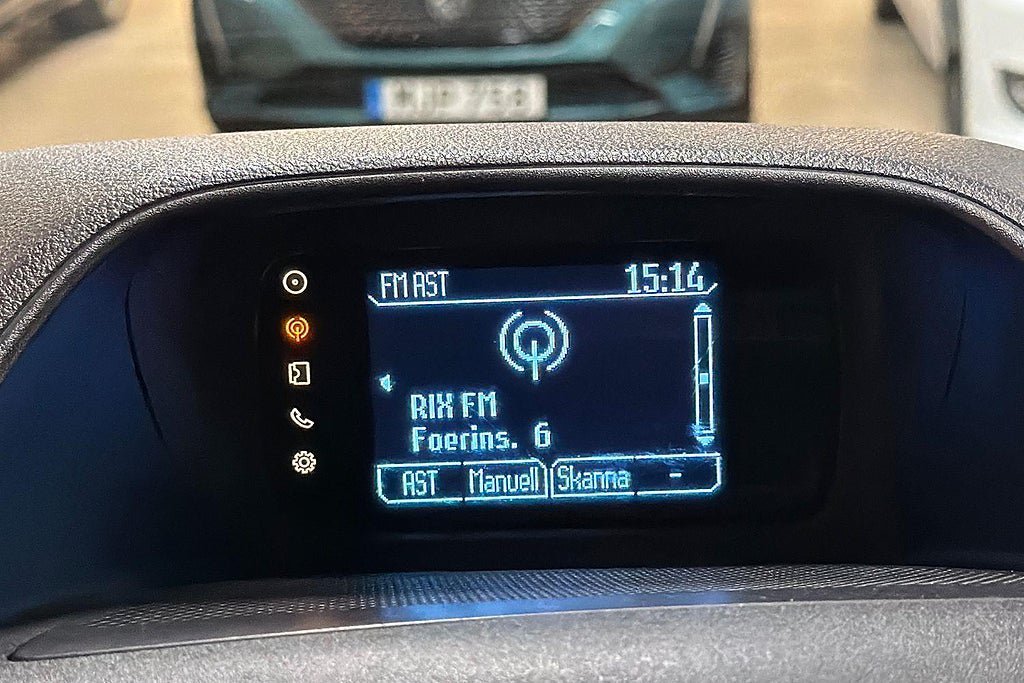 FM AST 15:14
RIX FM
Foerins. 6
AST Manuell Skanna -